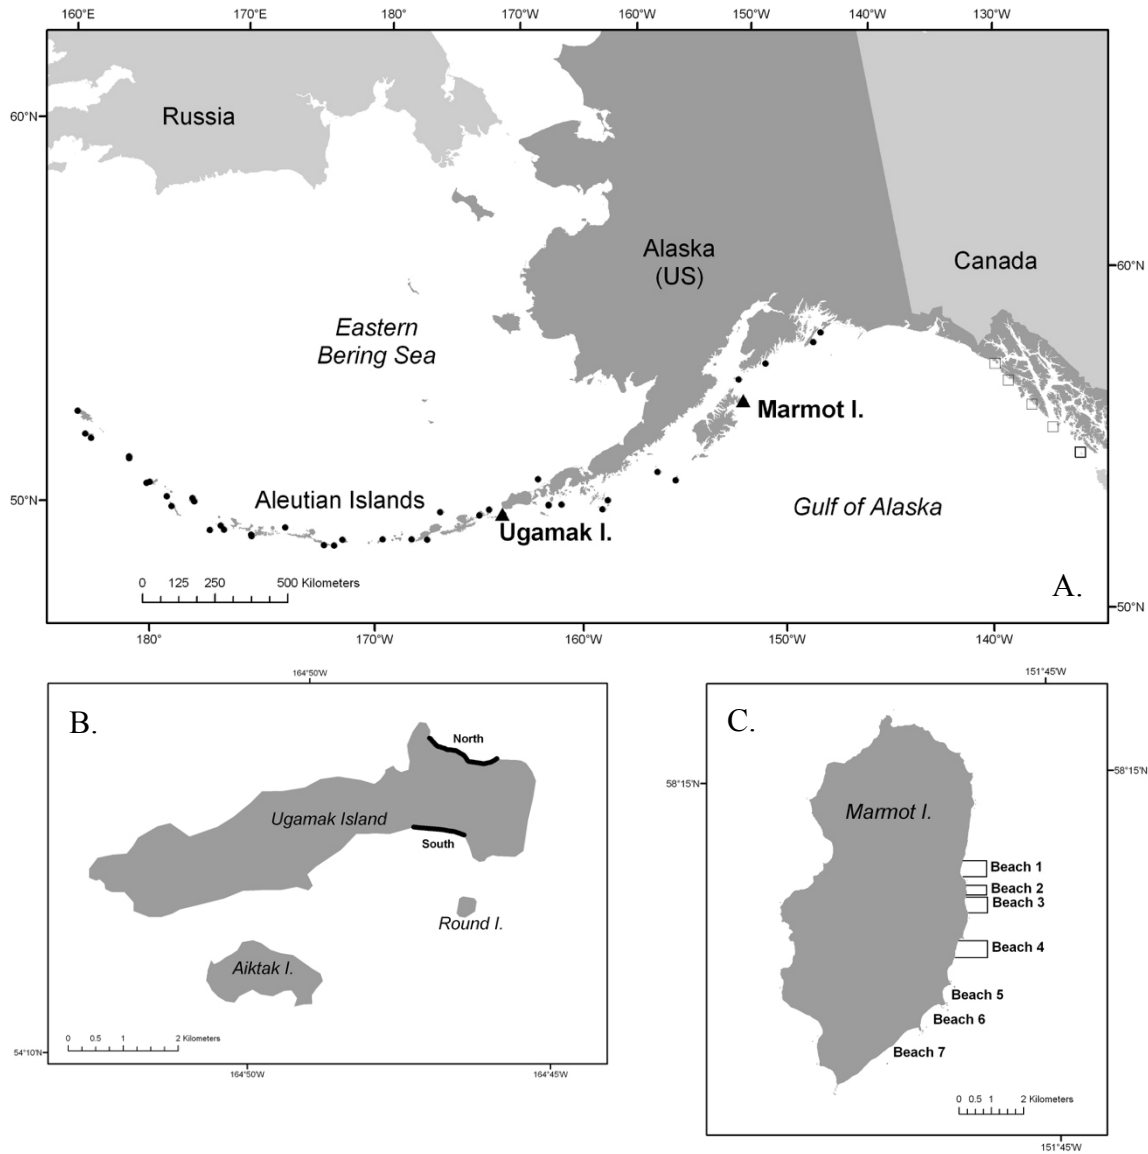 160°E 170°E 180° 170°W 160°W 150°W 140°W 130°W
60°N
Russia
Alaska
(US)
Canada
60°N
Eastern
Bering Sea
Marmot I.
50°N
Aleutian Islands
Gulf of Alaska
Ugamak I.
0 125 250 500 Kilometers
A.
50°N
180° 170°W 160°W 150°W 140°W
164°50'W
B.
North
Ugamak Island
South
Round I.
Aiktak I.
0 0.5 1 2 Kilometers
54°10'N
164°50'W 164°45'W
151°45'W
C.
58°15'N
58°15'N
Marmot I.
Beach 1
Beach 2
Beach 3
Beach 4
Beach 5
Beach 6
Beach 7
0 0.5 1 2 Kilometers
151°45'W